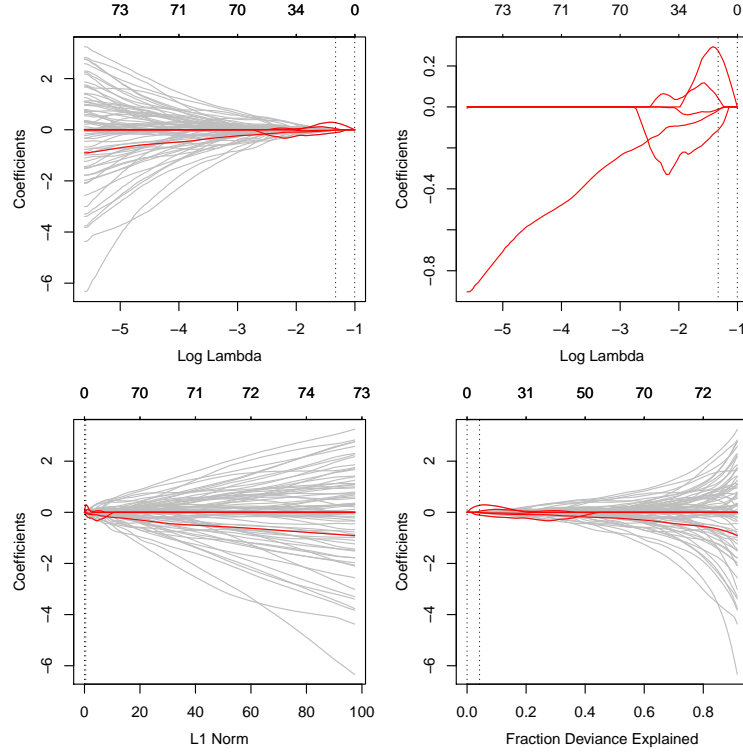 73 71 70 34 0
73 71 70 34 0
2
0
−2
−4
−6
Coefficients
−5 −4 −3 −2 −1
Log Lambda
0.2
0.0
−0.4
−0.8
Coefficients
−5 −4 −3 −2 −1
Log Lambda
0 70 71 72 74 73
2
0
−2
−4
−6
Coefficients
0 20 40 60 80 100
L1 Norm
0 31 50 70 72
2
0
−2
−4
−6
Coefficients
0.0 0.2 0.4 0.6 0.8
Fraction Deviance Explained